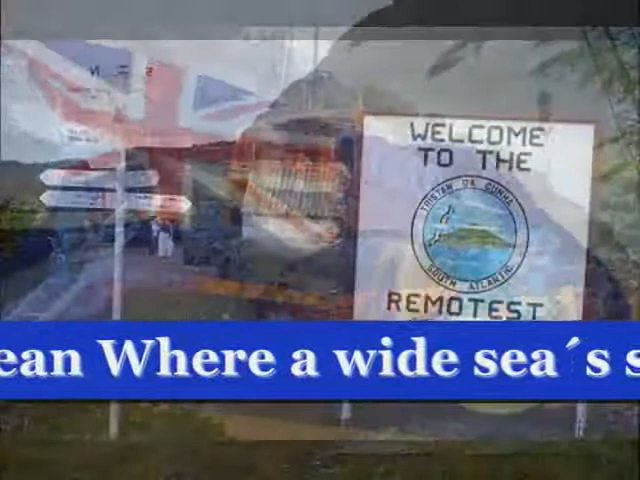 WELCOME
TO THE
TRISTAN DA CUNHA
SOUTH ATLANTIC
REMOTEST
ean Where a wide sea´s s